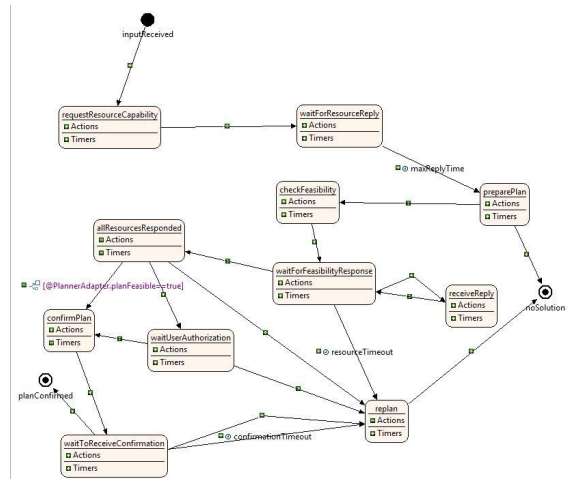 inputReceived
requestResourceCapability
Actions
Timers
waitForResourceReply
Actions
Timers
maxReplyTime
checkFeasibility
Actions
Timers
preparePlan
Actions
Timers
allResourcesResponded
Actions
Timers
waitForFeasibilityResponse
Actions
Timers
[@PlannerAdapter.planFeasible==true]
receiveReply
Actions
Timers
noSolution
confirmPlan
Actions
Timers
waitUserAuthorization
Actions
Timers
resourceTimeout
planConfirmed
replan
Actions
Timers
confirmationTimeout
waitToReceiveConfirmation
Actions
Timers